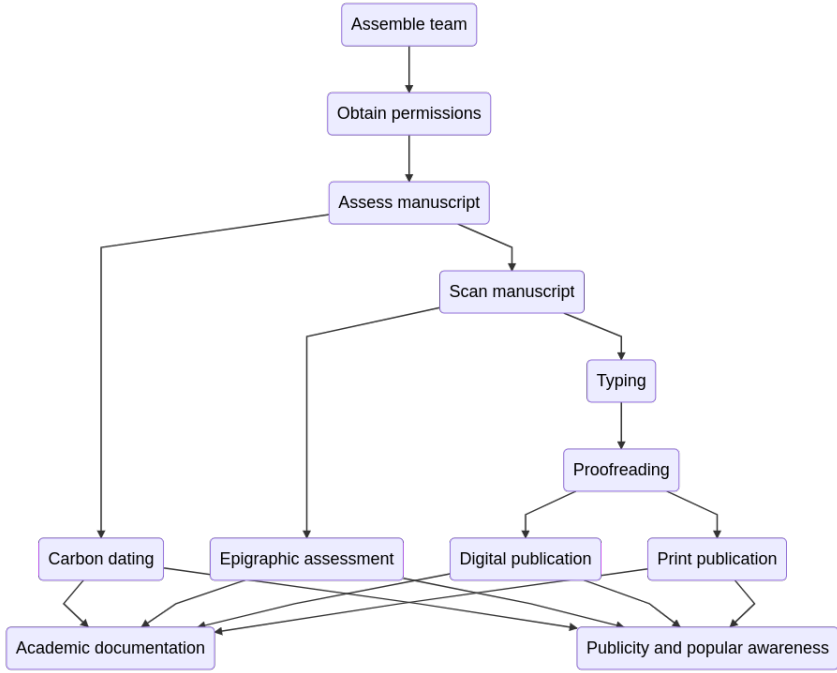 Assemble team
Obtain permissions
Assess manuscript
Scan manuscript
Typing
Proofreading
Carbon dating
Epigraphic assessment
Digital publication
Print publication
Academic documentation
Publicity and popular awareness